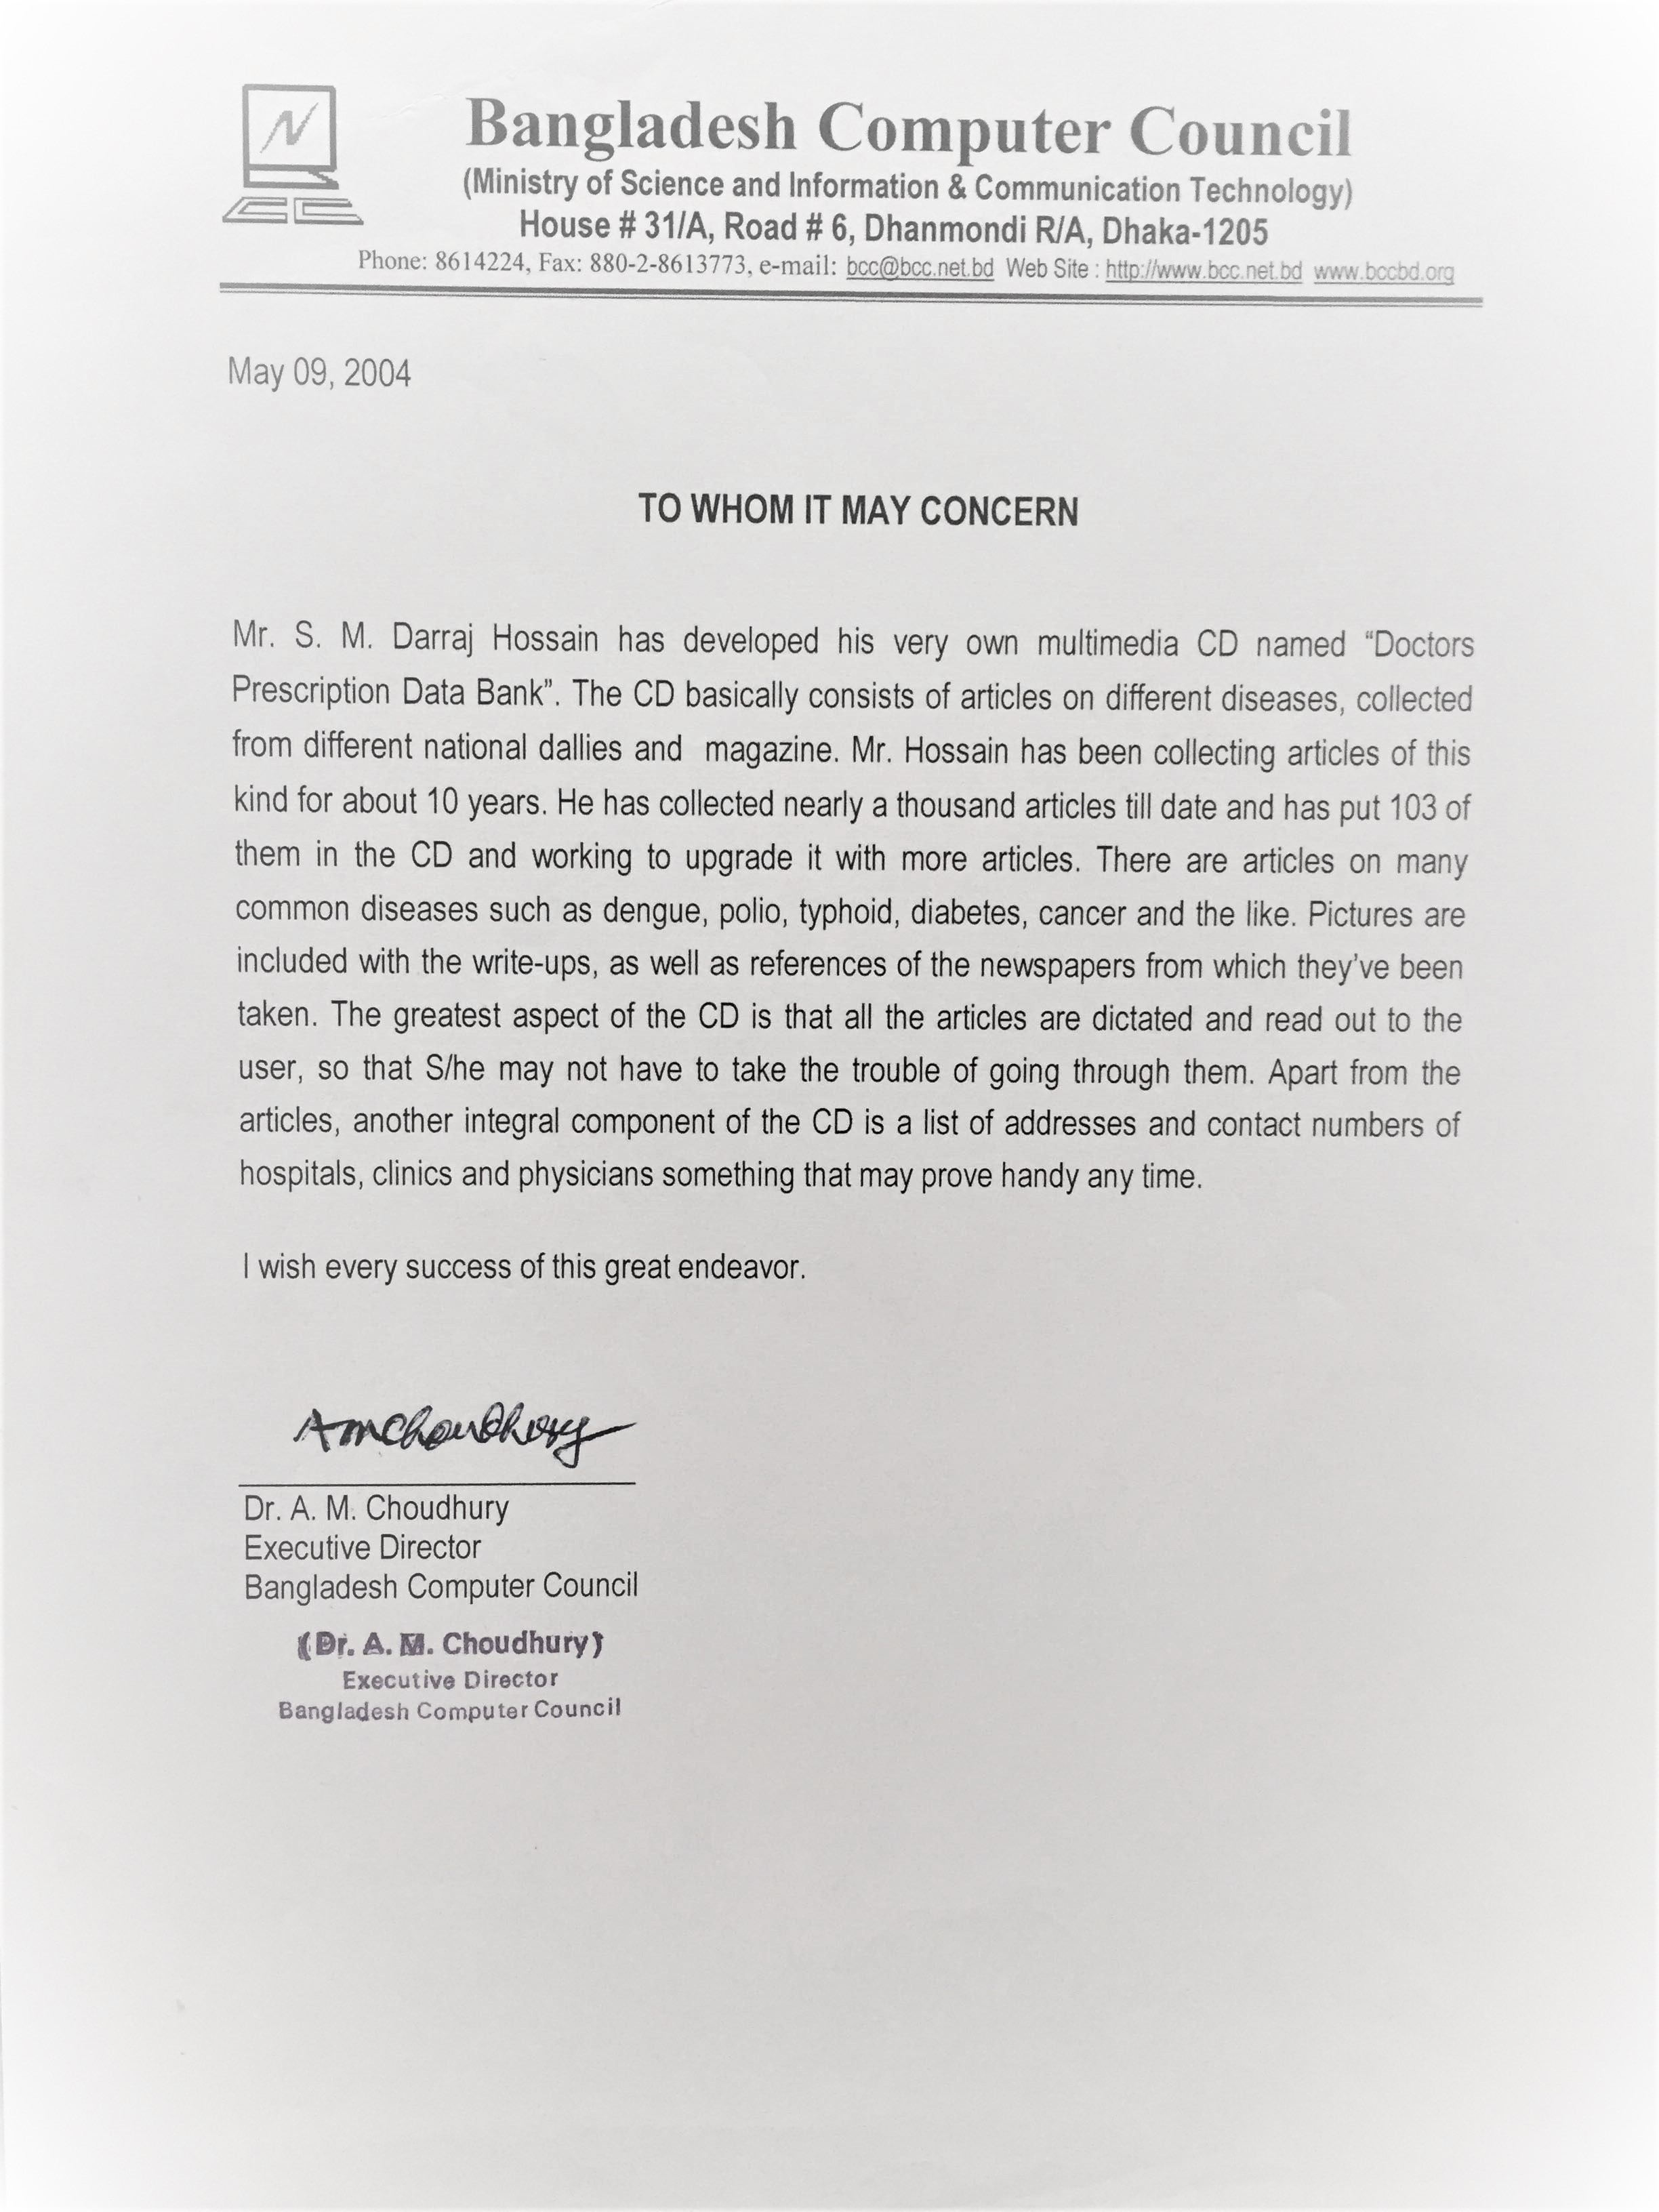 Bangladesh Computer Council
(Ministry of Science and Information & Communication Technology)
House # 31/A, Road # 6, Dhanmondi R/A, Dhaka-1205
Phone: 8614224, Fax: 880-2-8613773, e-mail: bcc@bcc.net.bd Web Site : http://www.bcc.net.bd www.bccbd.org
May 09, 2004
TO WHOM IT MAY CONCERN
Mr. S. M. Darraj Hossain has developed his very own multimedia CD named “Doctors
Prescription Data Bank”. The CD basically consists of articles on different diseases, collected
from different national dallies and magazine. Mr. Hossain has been collecting articles of this
kind for about 10 years. He has collected nearly a thousand articles till date and has put 103 of
them in the CD and working to upgrade it with more articles. There are articles on many
common diseases such as dengue, polio, typhoid, diabetes, cancer and the like. Pictures are
included with the write-ups, as well as references of the newspapers from which they’ve been
taken. The greatest aspect of the CD is that all the articles are dictated and read out to the
user, so that S/he may not have to take the trouble of going through them. Apart from the
articles, another integral component of the CD is a list of addresses and contact numbers of
hospitals, clinics and physicians something that may prove handy any time.
I wish every success of this great endeavor.
AmChoudhury
Dr. A. M. Choudhury
Executive Director
Bangladesh Computer Council
(Dr. A. M. Choudhury)
Executive Director
Bangladesh Computer Council